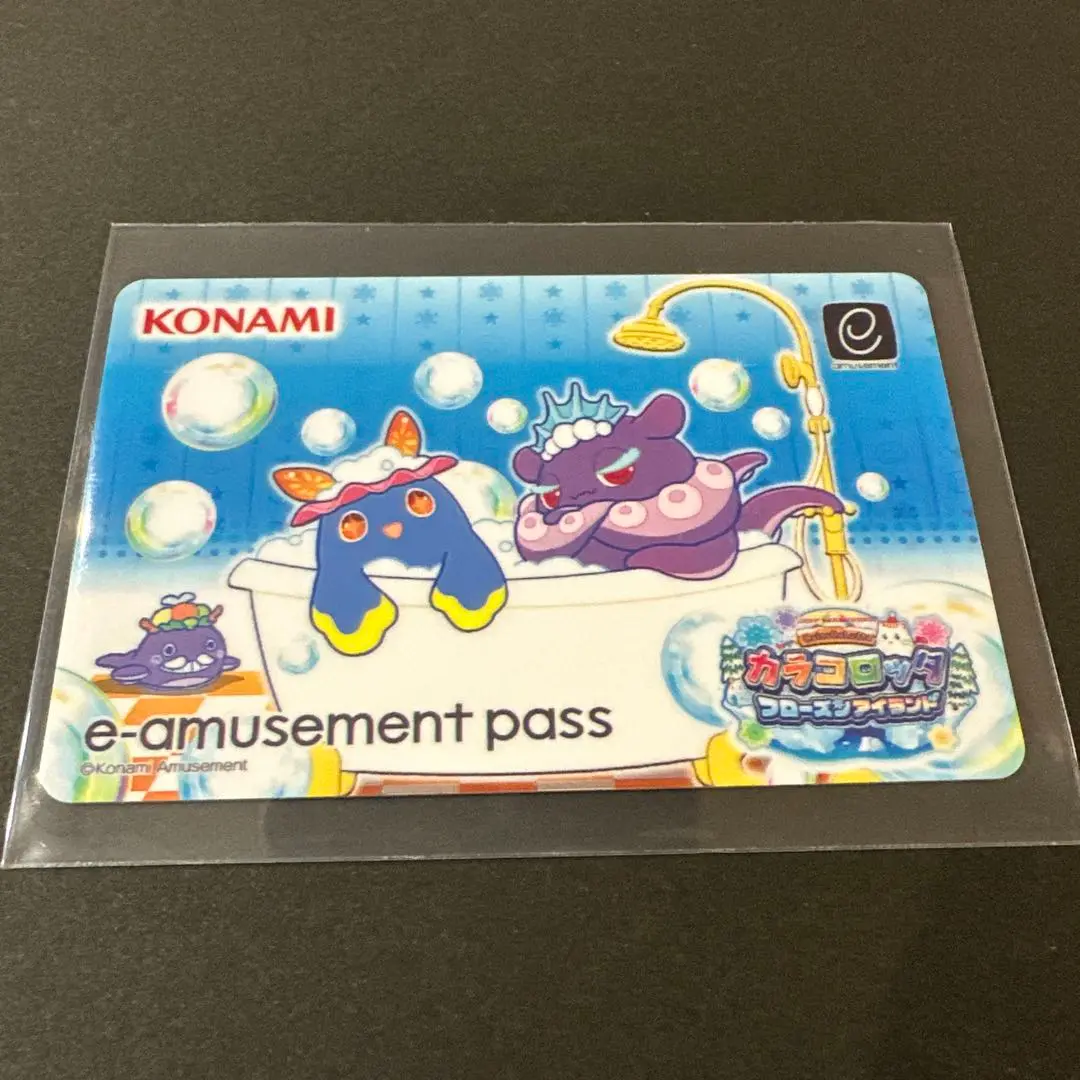 KONAMI
e
amusement
カラコロッタ
フローズンアイランド
e-amusement pass
©Konami Amusement